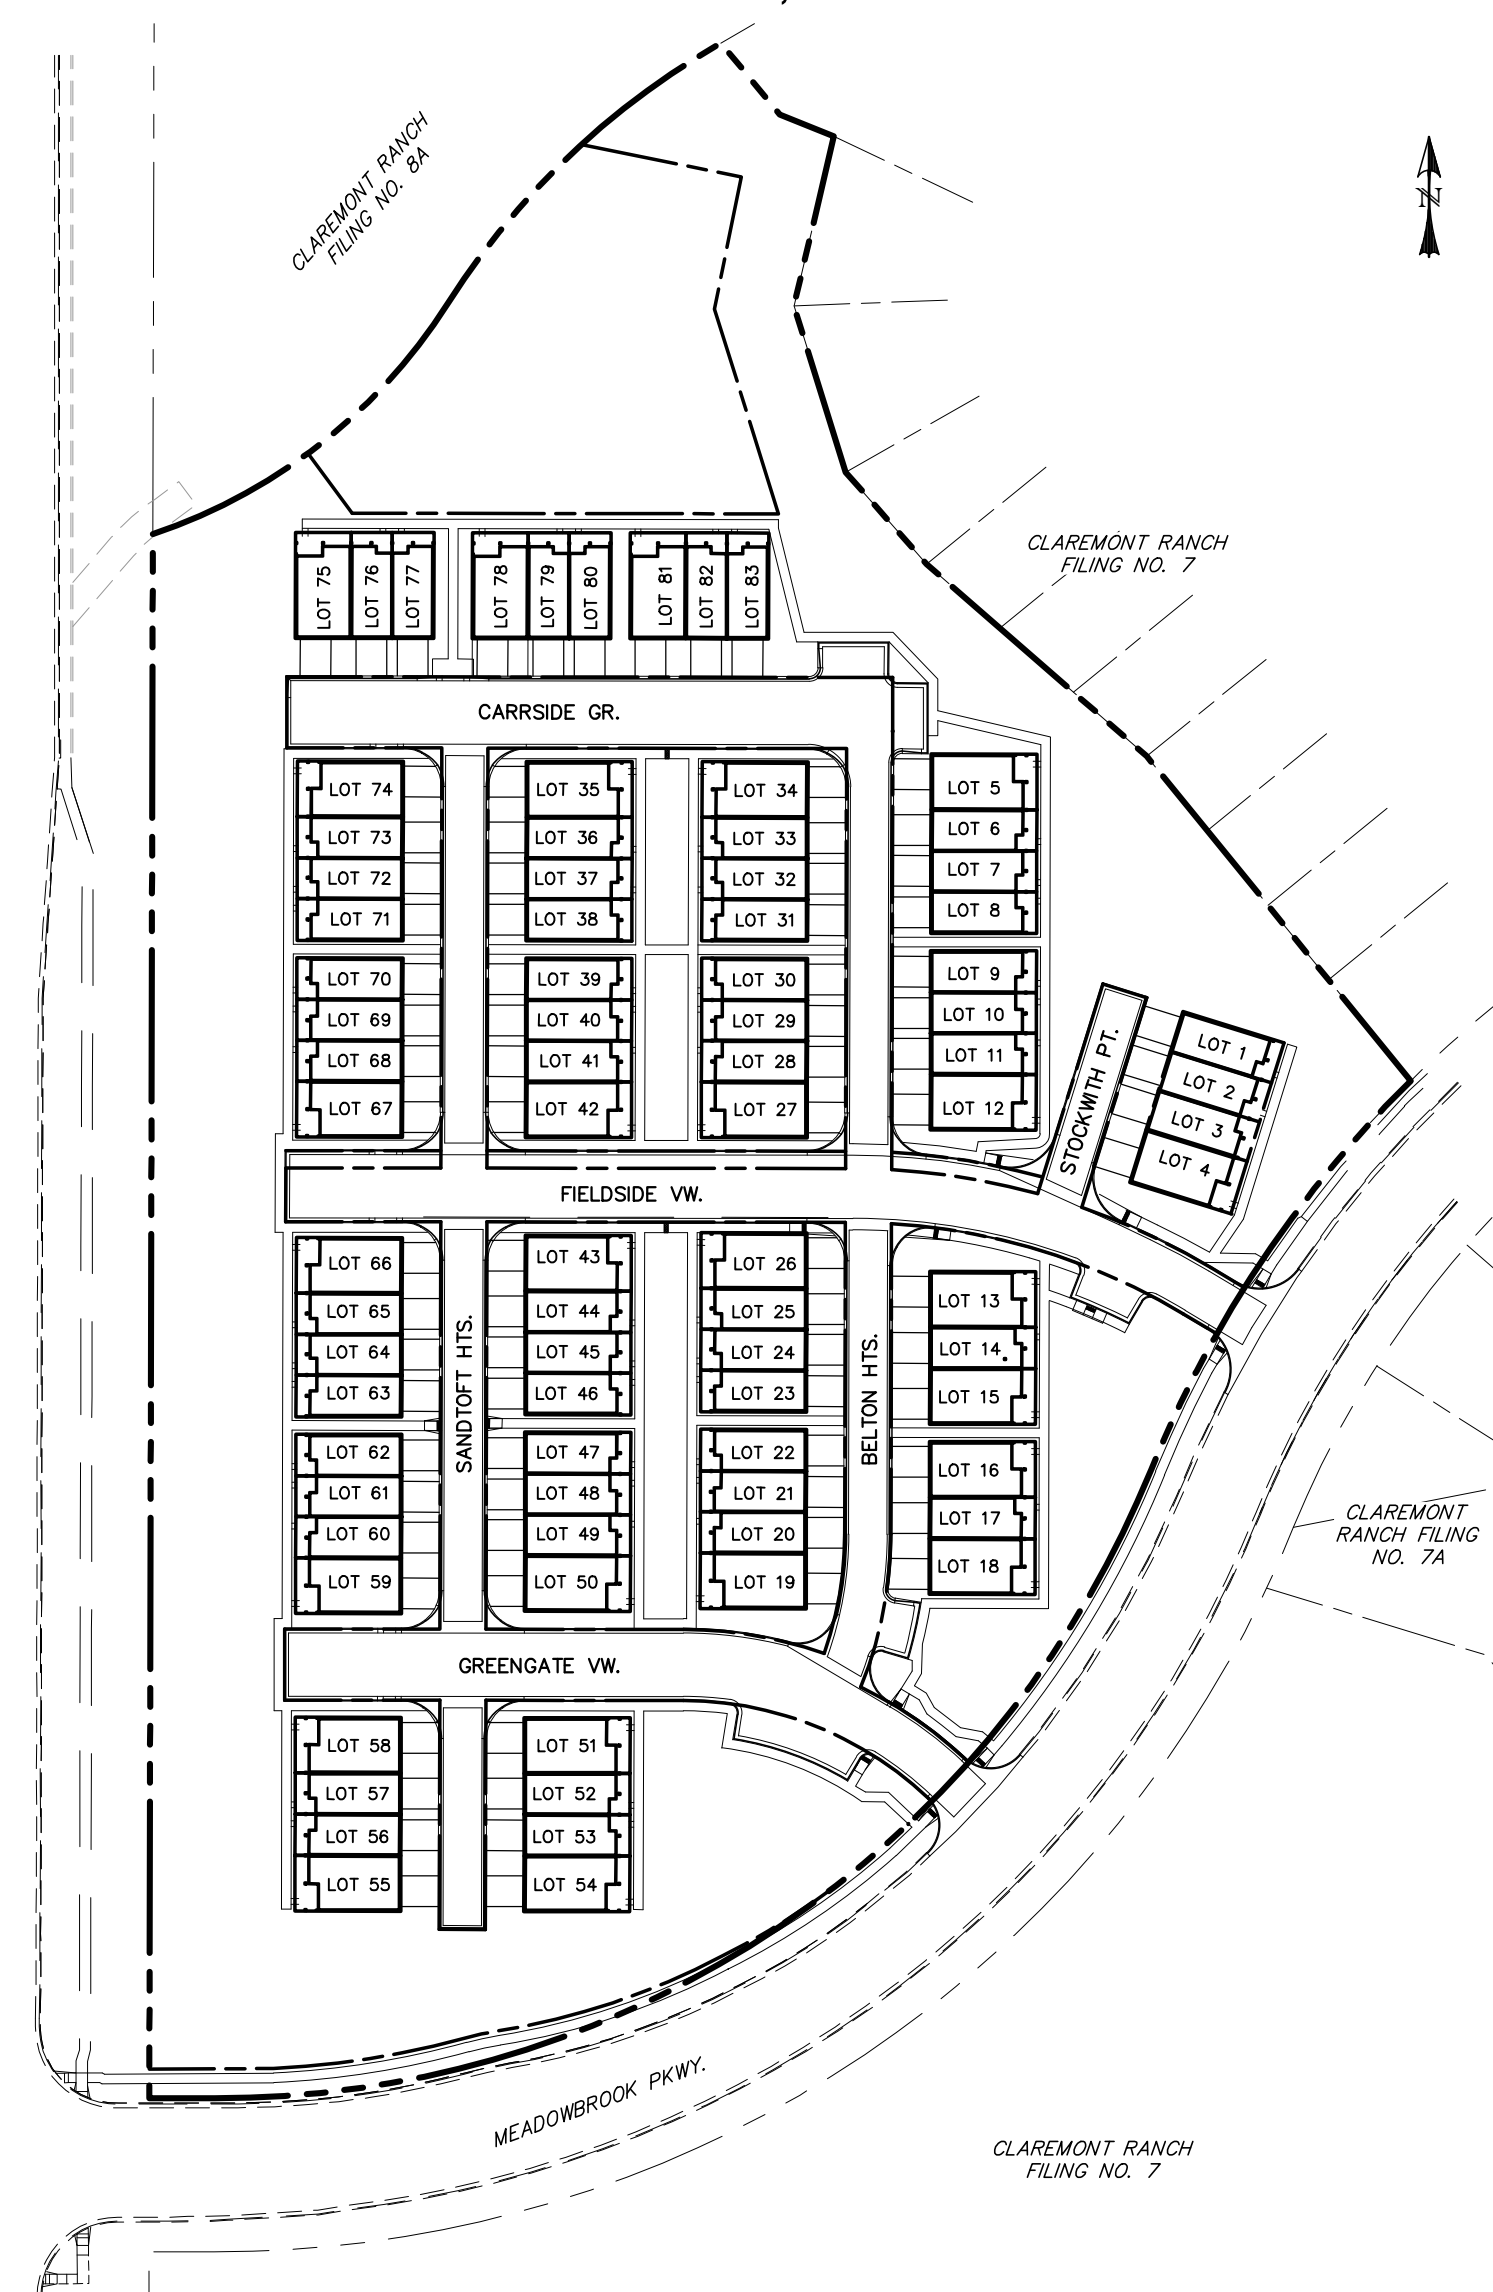 CLAREMONT RANCH
FILING NO. 8A
N
CLAREMONT RANCH
FILING NO. 7
LOT 75
LOT 76
LOT 77
LOT 78
LOT 79
LOT 80
LOT 81
LOT 82
LOT 83
CARRSIDE GR.
LOT 74
LOT 73
LOT 72
LOT 71
LOT 35
LOT 36
LOT 37
LOT 38
LOT 34
LOT 33
LOT 32
LOT 31
LOT 5
LOT 6
LOT 7
LOT 8
LOT 70
LOT 69
LOT 68
LOT 67
LOT 39
LOT 40
LOT 41
LOT 42
LOT 30
LOT 29
LOT 28
LOT 27
LOT 9
LOT 10
LOT 11
LOT 12
STOCKWITH PT.
LOT 1
LOT 2
LOT 3
LOT 4
FIELDSIDE VW.
LOT 66
LOT 65
LOT 64
LOT 63
SANDTOFT HTS.
LOT 43
LOT 44
LOT 45
LOT 46
LOT 26
LOT 25
LOT 24
LOT 23
BELTON HTS.
LOT 13
LOT 14
LOT 15
LOT 62
LOT 61
LOT 60
LOT 59
LOT 47
LOT 48
LOT 49
LOT 50
LOT 22
LOT 21
LOT 20
LOT 19
LOT 16
LOT 17
LOT 18
CLAREMONT
RANCH FILING
NO. 7A
GREENGATE VW.
LOT 58
LOT 57
LOT 56
LOT 55
LOT 51
LOT 52
LOT 53
LOT 54
MEADOWBROOK PKWY.
CLAREMONT RANCH
FILING NO. 7